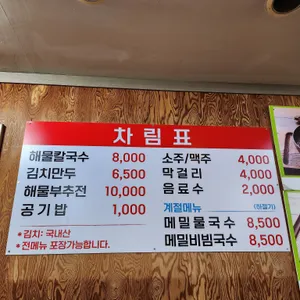 차림표
해물칼국수 8,000
김치만두 6,500
해물부추전 10,000
공기밥 1,000
*김치: 국내산
*전메뉴 포장가능합니다.
소주/맥주 4,000
막걸리 4,000
음료수 2,000
계절메뉴 (하절기)
메밀물국수 8,500
메밀비빔국수 8,500